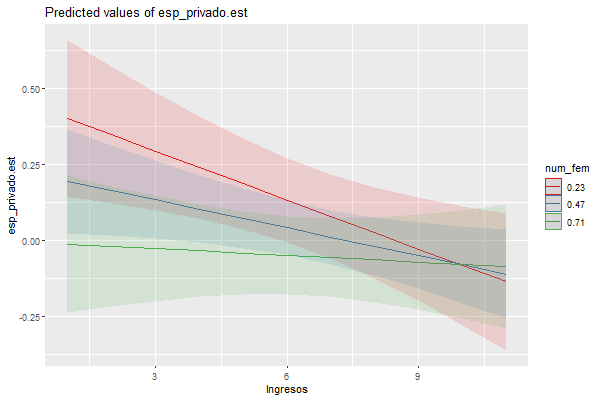 Predicted values of esp_privado.est
esp_privado.est
0.50
0.25
0.00
-0.25
3
6
9
Ingresos
num_fem
0.23
0.47
0.71